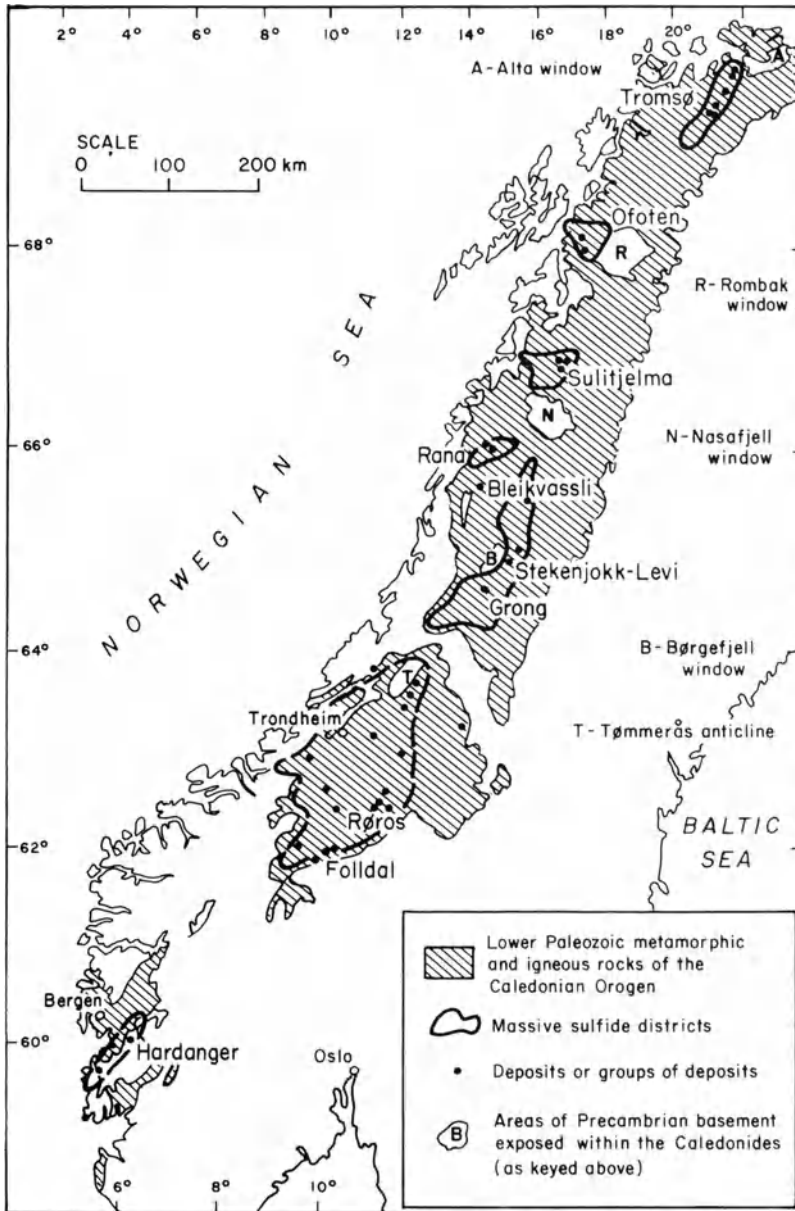 2° 4° 6° 8° 10° 12° 14° 16° 18° 20°
A-Alta window
A
Tromsø
SCALE
0 100 200 km
Ofoten
68°
R
R-Rombak
window
NORWEGIAN SEA
Sulitjelma
N
N-Nasafjell
window
66°
Ranax
Bleikvassli
B
Stekenjokk-Levi
Grong
64°
B-Børgefjell
window
T
Trondheim
T-Tømmerås anticline
62°
Røros
Folldal
BALTIC
SEA
Bergen
60°
Hardanger
Oslo
Lower Paleozoic metamorphic
and igneous rocks of the
Caledonian Orogen
Massive sulfide districts
Deposits or groups of deposits
B
Areas of Precambrian basement
exposed within the Caledonides
(as keyed above)
6° 8° 10° 12°